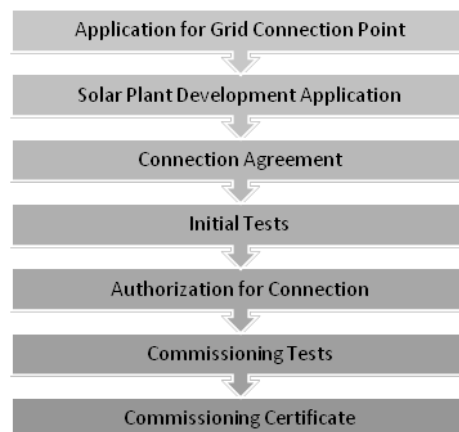 Application for Grid Connection Point
Solar Plant Development Application
Connection Agreement
Initial Tests
Authorization for Connection
Commissioning Tests
Commissioning Certificate